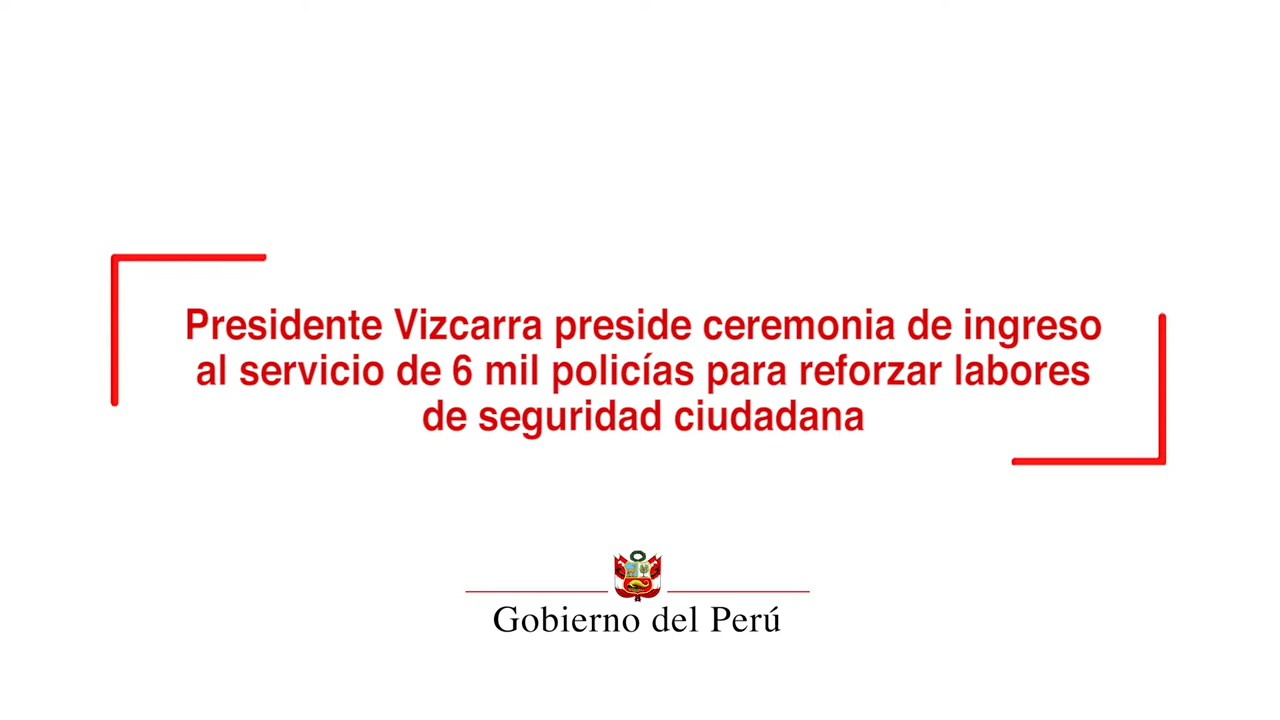 Presidente Vizcarra preside ceremonia de ingreso
al servicio de 6 mil policías para reforzar labores
de seguridad ciudadana
Gobierno del Perú